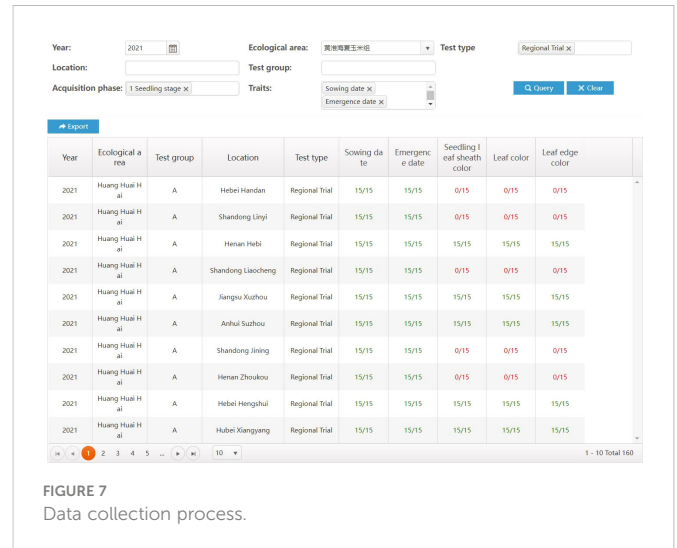 Year: 2021 Ecological area: 黄淮海夏玉米组 Test type Regional Trial ×
Location: Test group:
Acquisition phase: 1 Seedling stage × Traits: Sowing date ×
Emergence date ×
Query × Clear
Export
Year Ecological a rea Test group Location Test type Sowing da te Emergenc e date Seedling l eaf sheath color Leaf color Leaf edge color
2021 Huang Huai H ai A Hebei Handan Regional Trial 15/15 15/15 0/15 0/15 0/15
2021 Huang Huai H ai A Shandong Linyi Regional Trial 15/15 15/15 0/15 0/15 0/15
2021 Huang Huai H ai A Henan Hebi Regional Trial 15/15 15/15 15/15 15/15 15/15
2021 Huang Huai H ai A Shandong Liaocheng Regional Trial 15/15 15/15 0/15 0/15 0/15
2021 Huang Huai H ai A Jiangsu Xuzhou Regional Trial 15/15 15/15 15/15 15/15 15/15
2021 Huang Huai H ai A Anhui Suzhou Regional Trial 15/15 15/15 15/15 15/15 15/15
2021 Huang Huai H ai A Shandong Jining Regional Trial 15/15 15/15 0/15 0/15 0/15
2021 Huang Huai H ai A Henan Zhoukou Regional Trial 15/15 15/15 0/15 0/15 0/15
2021 Huang Huai H ai A Hebei Hengshui Regional Trial 15/15 15/15 15/15 15/15 15/15
2021 Huang Huai H ai A Hubei Xiangyang Regional Trial 15/15 15/15 15/15 15/15 15/15
1 2 3 4 5 ... 10 1 - 10 Total 160
FIGURE 7
Data collection process.